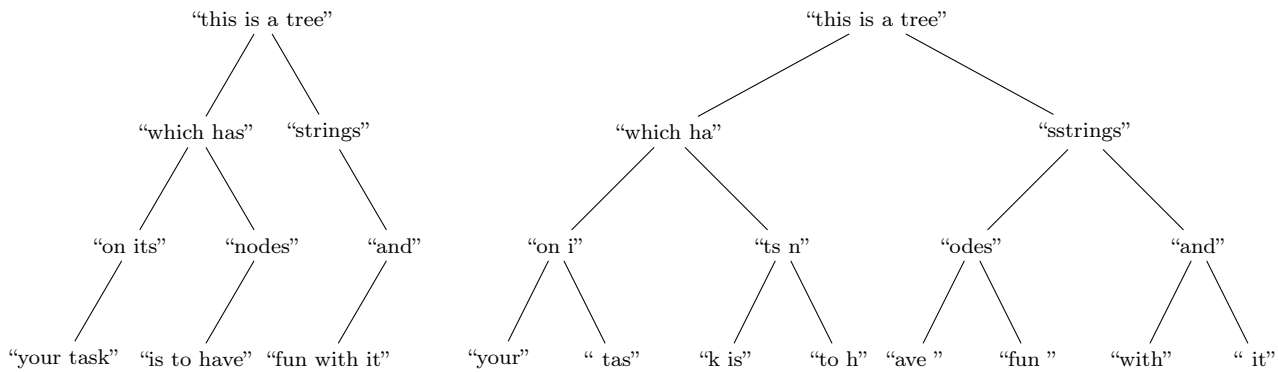 “this is a tree” “this is a tree”
“which has” “strings” “which ha” “sstrings”
“on its” “nodes” “and” “on i” “ts n” “odes” “and”
“your task” “is to have” “fun with it” “your” “ tas” “k is” “to h” “ave ” “fun ” “with” “ it”